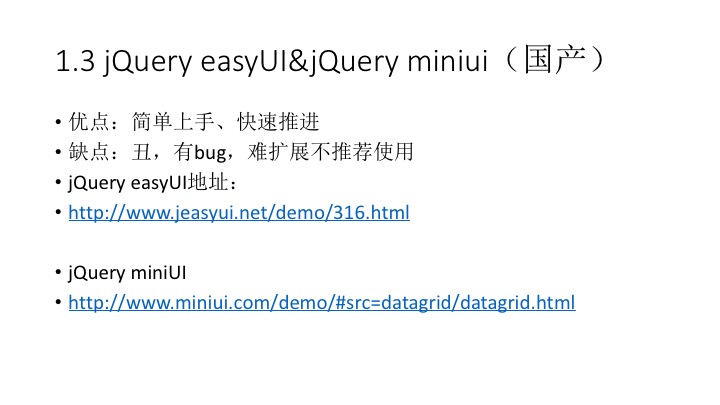 1.3 jQuery easyUI&jQuery miniui（国产）
• 优点：简单上手、快速推进
• 缺点：丑，有bug，难扩展不推荐使用
• jQuery easyUI地址：
• http://www.jeasyui.net/demo/316.html
• jQuery miniUI
• http://www.miniui.com/demo/#src=datagrid/datagrid.html